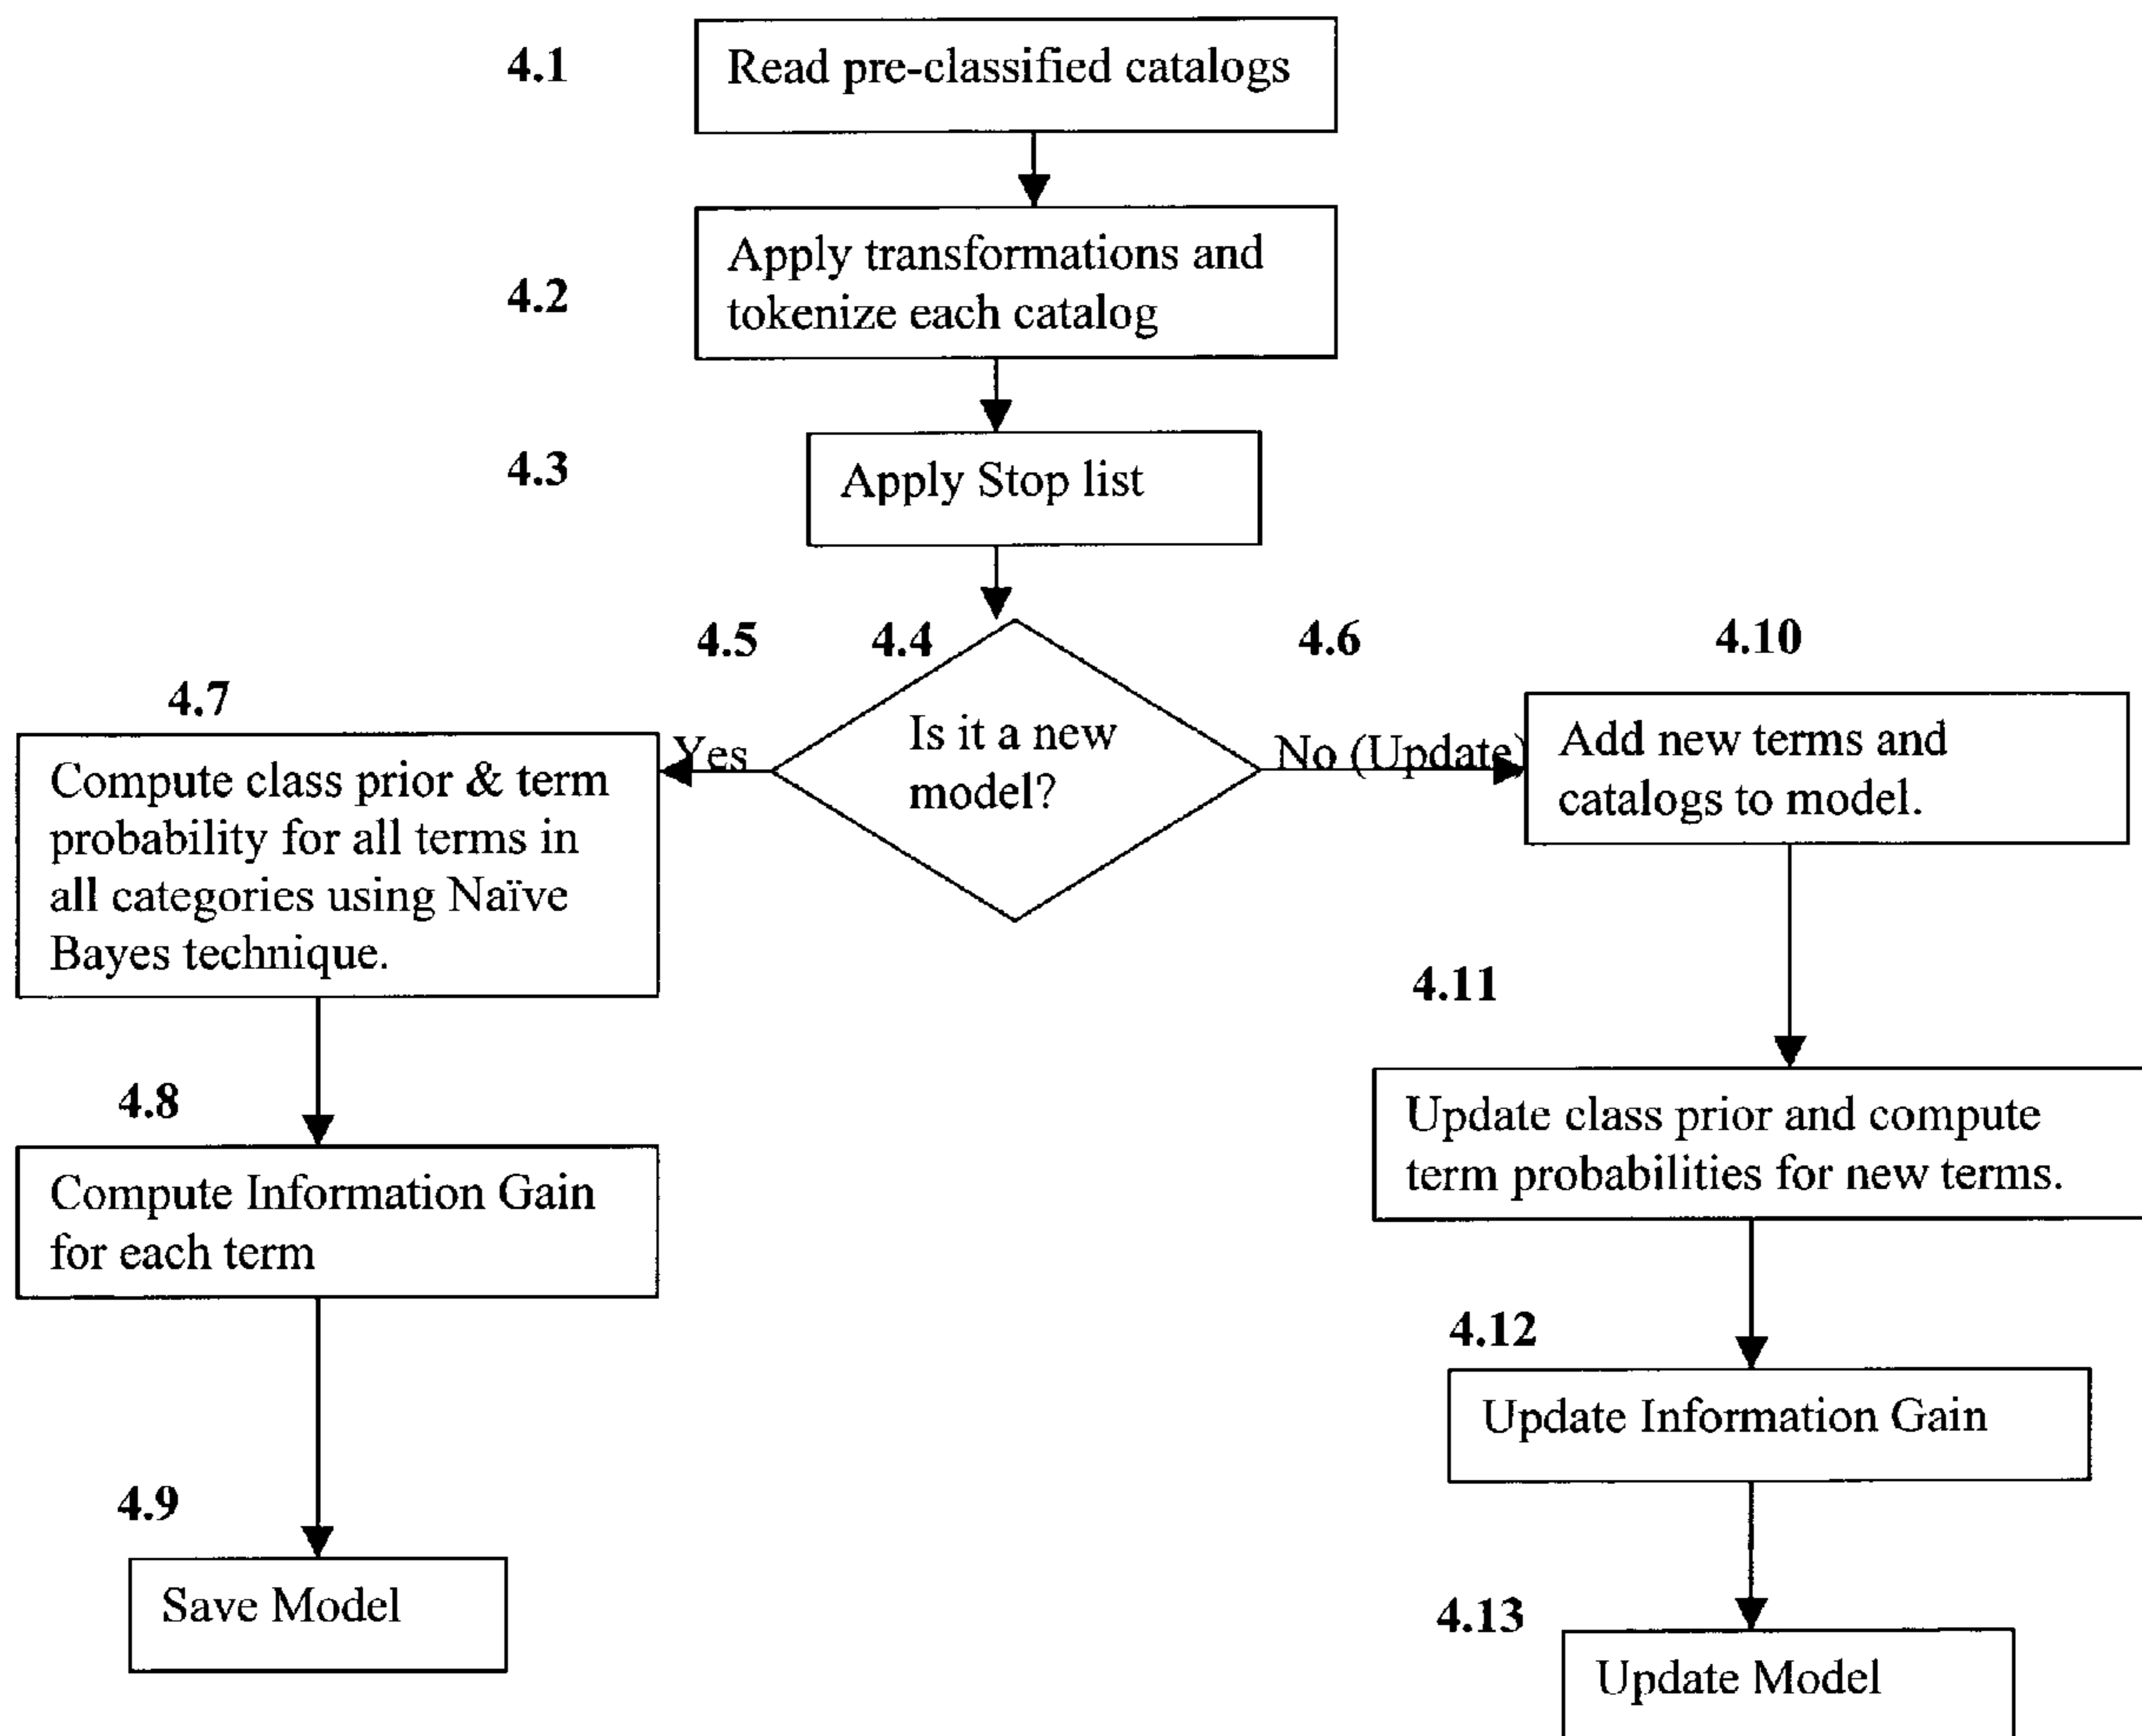 4.1
Read pre-classified catalogs
4.2
Apply transformations and
tokenize each catalog
4.3
Apply Stop list
4.4
Is it a new
model?
4.5
Yes
4.7
Compute class prior & term
probability for all terms in
all categories using Naïve
Bayes technique.
4.8
Compute Information Gain
for each term
4.9
Save Model
4.6
No (Update)
4.10
Add new terms and
catalogs to model.
4.11
Update class prior and compute
term probabilities for new terms.
4.12
Update Information Gain
4.13
Update Model